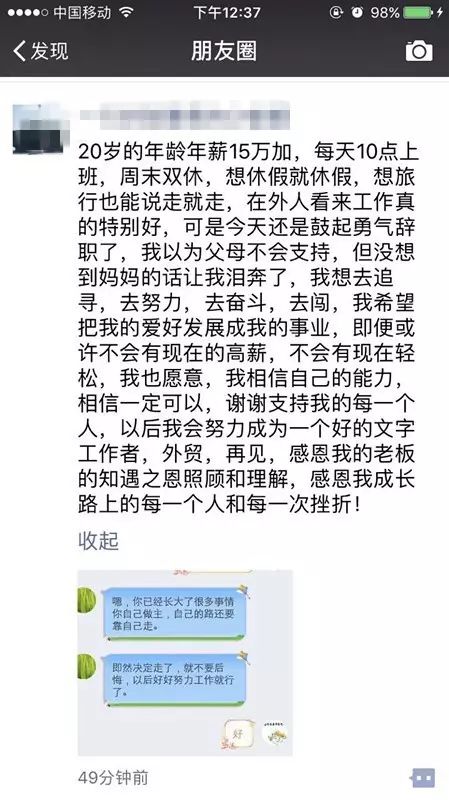 中国移动 下午12:37 98%
发现 朋友圈
20岁的年龄年薪15万加，每天10点上
班，周末双休，想休假就休假，想旅
行也能说走就走，在外人看来工作真
的特别好，可是今天还是鼓起勇气辞
职了，我以为父母不会支持，但没想
到妈妈的话让我泪奔了，我想去追
寻，去努力，去奋斗，去闯，我希望
把我的爱好发展成我的事业，即便或
许不会有现在的高薪，不会有现在轻
松，我也愿意，我相信自己的能力，
相信一定可以，谢谢支持我的每一个
人，以后我会努力成为一个好的文字
工作者，外贸，再见，感恩我的老板
的知遇之恩照顾和理解，感恩我成长
路上的每一个人和每一次挫折！
收起
嗯，你已经长大了很多事情
你自己做主，自己的路还要
靠自己走。
即然决定走了，就不要后
悔，以后好好努力工作就行
了。
好
49分钟前